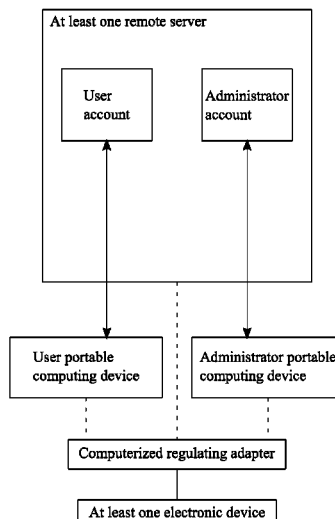 At least one remote server
User
account
Administrator
account
User portable
computing device
Administrator portable
computing device
Computerized regulating adapter
At least one electronic device